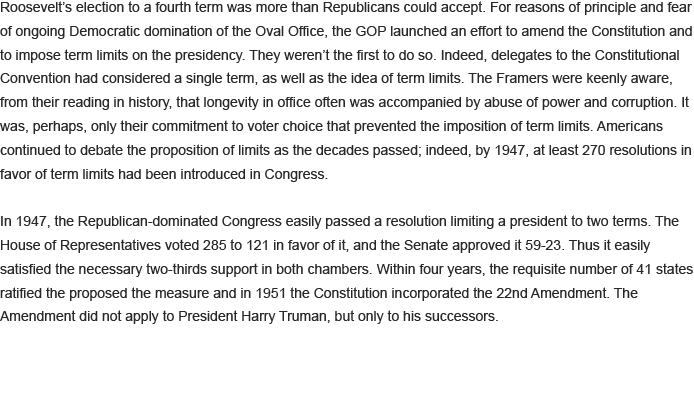 Roosevelt's election to a fourth term was more than Republicans could accept. For reasons of principle and fear
of ongoing Democratic domination of the Oval Office, the GOP launched an effort to amend the Constitution and
to impose term limits on the presidency. They weren't the first to do so. Indeed, delegates to the Constitutional
Convention had considered a single term, as well as the idea of term limits. The Framers were keenly aware,
from their reading in history, that longevity in office often was accompanied by abuse of power and corruption. It
was, perhaps, only their commitment to voter choice that prevented the imposition of term limits. Americans
continued to debate the proposition of limits as the decades passed; indeed, by 1947, at least 270 resolutions in
favor of term limits had been introduced in Congress.
In 1947, the Republican-dominated Congress easily passed a resolution limiting a president to two terms. The
House of Representatives voted 285 to 121 in favor of it, and the Senate approved it 59-23. Thus it easily
satisfied the necessary two-thirds support in both chambers. Within four years, the requisite number of 41 states
ratified the proposed the measure and in 1951 the Constitution incorporated the 22nd Amendment. The
Amendment did not apply to President Harry Truman, but only to his successors.